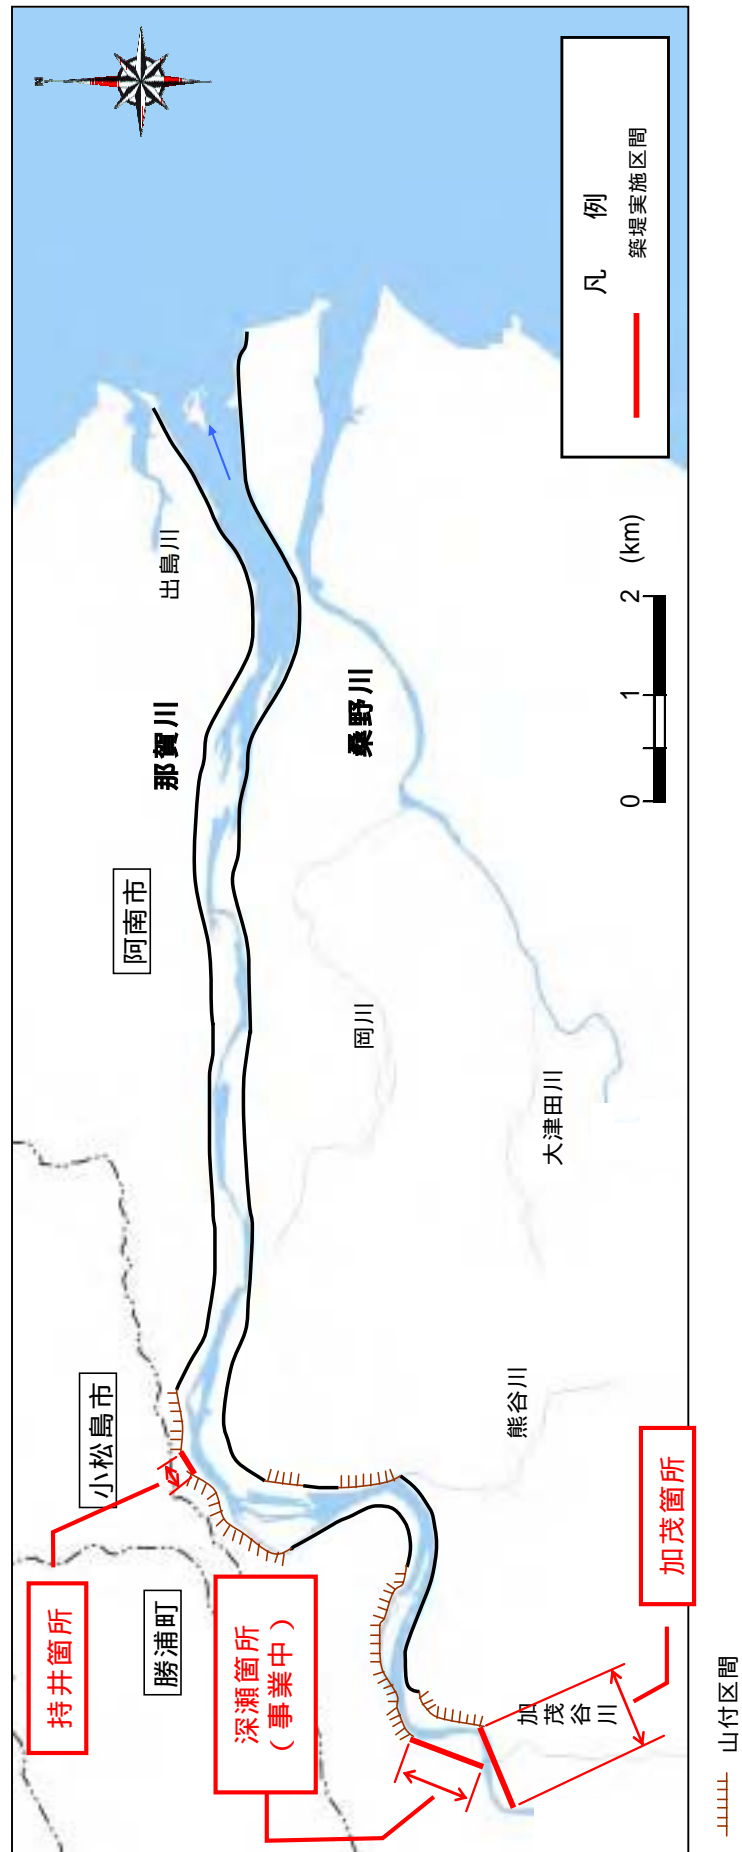 N
凡 例
築堤実施区間
出島川
那賀川
桑野川
0 1 2 (km)
阿南市
岡川
大津田川
小松島市
熊谷川
持井箇所
勝浦町
深瀬箇所
(事業中)
加茂箇所
加茂谷川
山付区間